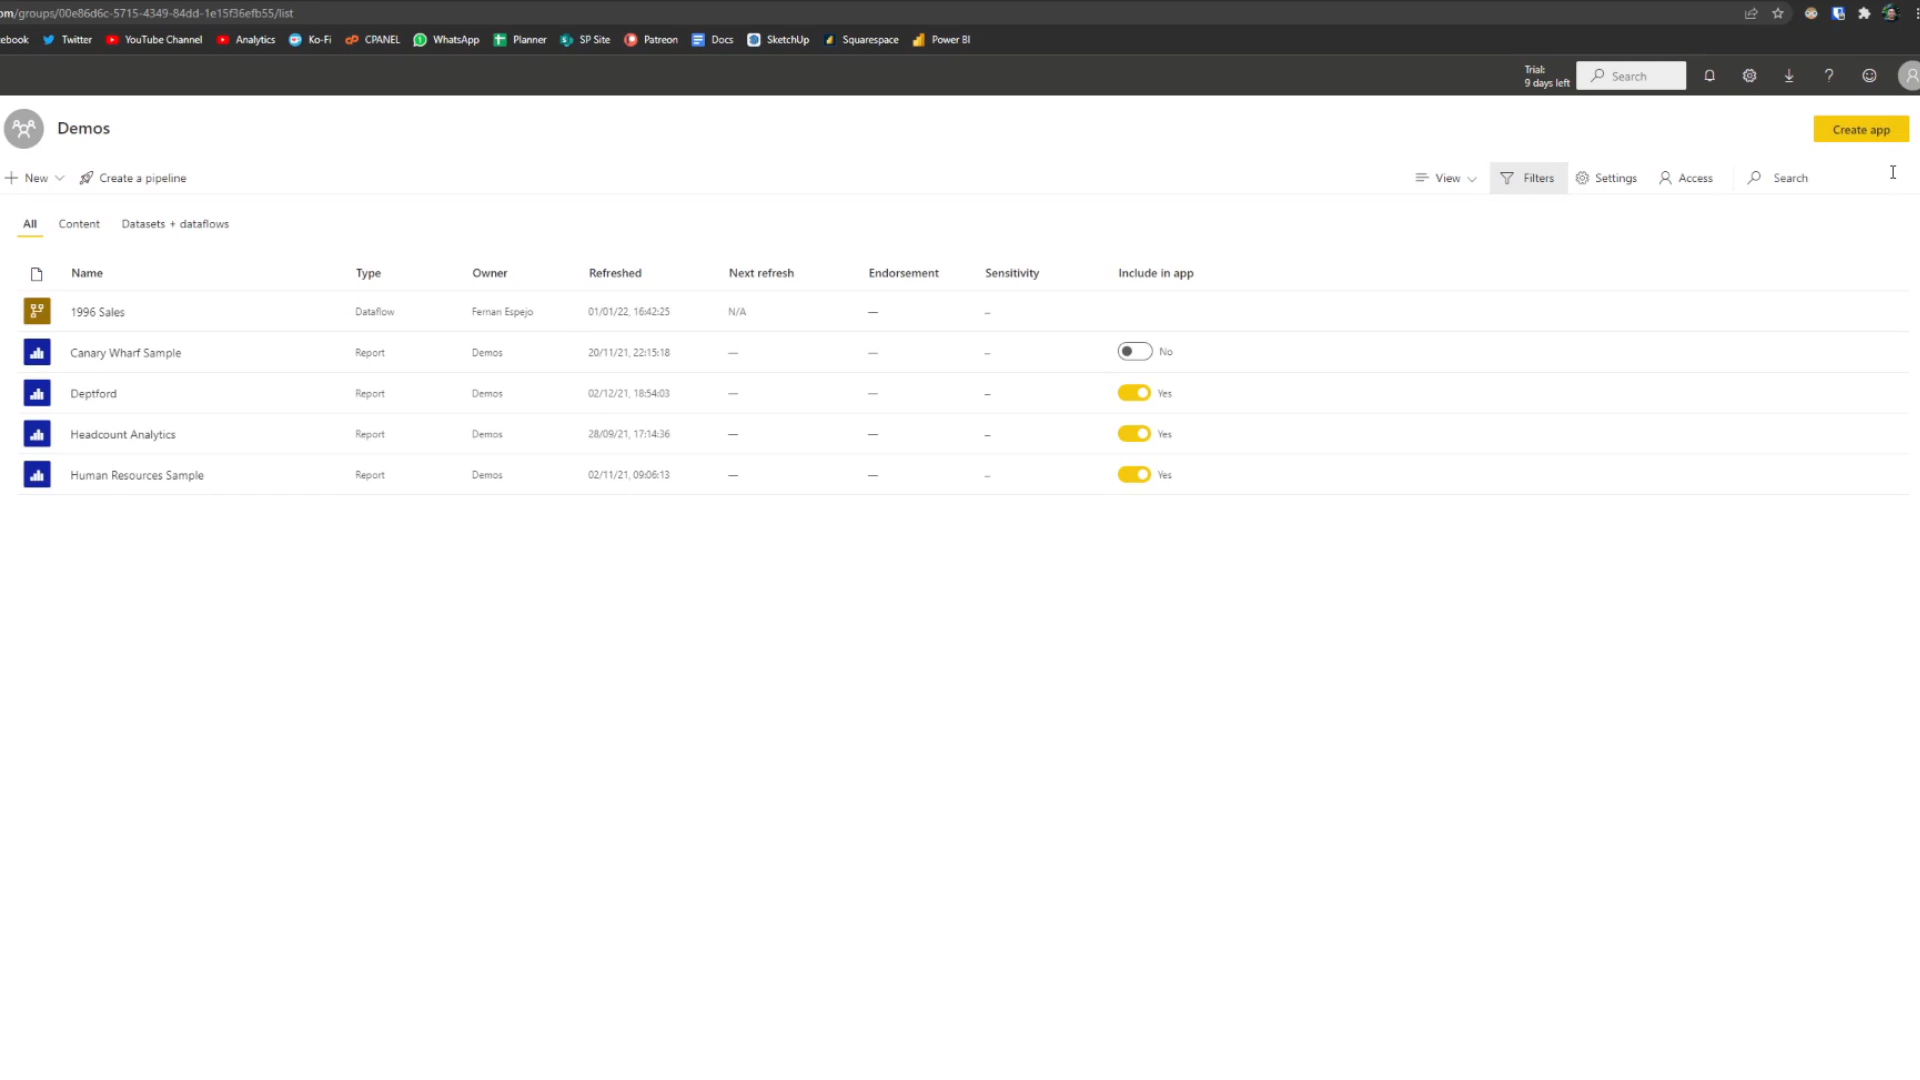 om/groups/00e86d6c-5715-4349-84dd-1e15f36efb55/list
cebook Twitter YouTube Channel Analytics Ko-Fi CPANEL WhatsApp Planner SP Site Patreon Docs SketchUp Squarespace Power BI
Trial:
9 days left
Search
Demos
Create app
New Create a pipeline View Filters Settings Access Search
All Content Datasets + dataflows
Name Type Owner Refreshed Next refresh Endorsement Sensitivity Include in app
1996 Sales Dataflow Fernan Espejo 01/01/22, 16:42:25 N/A — –
Canary Wharf Sample Report Demos 20/11/21, 22:15:18 — — – No
Deptford Report Demos 02/12/21, 18:54:03 — — – Yes
Headcount Analytics Report Demos 28/09/21, 17:14:36 — — – Yes
Human Resources Sample Report Demos 02/11/21, 09:06:13 — — – Yes